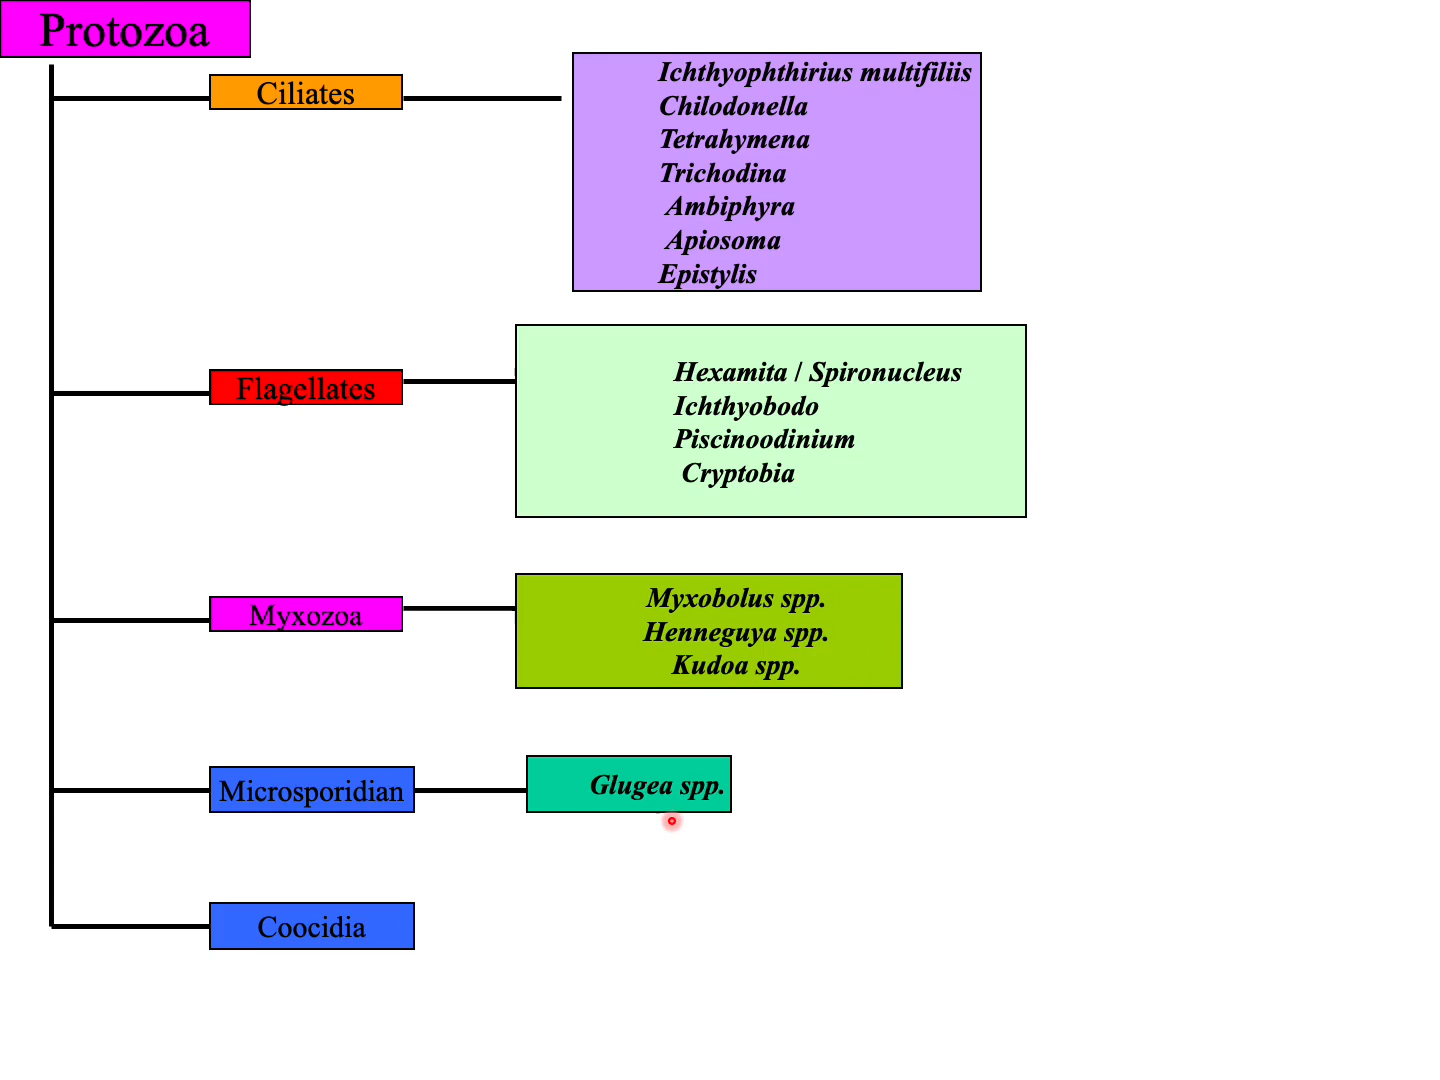 Protozoa
Ciliates
Ichthyophthirius multifiliis
Chilodonella
Tetrahymena
Trichodina
Ambiphyra
Apiosoma
Epistylis
Flagellates
Hexamita / Spironucleus
Ichthyobodo
Piscinoodinium
Cryptobia
Myxozoa
Myxobolus spp.
Henneguya spp.
Kudoa spp.
Microsporidian
Glugea spp.
Coocidia